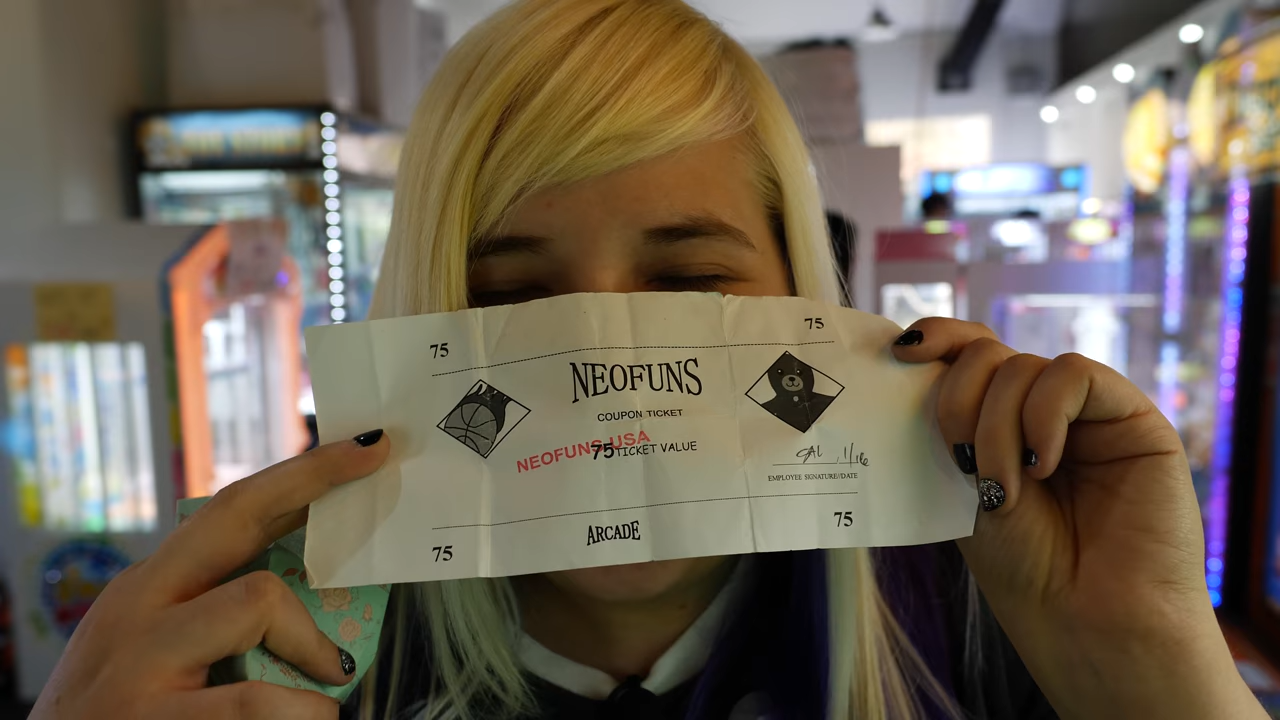 75
75
NEOFUNS
COUPON TICKET
NEOFUNS USA
75 TICKET VALUE
EMPLOYEE SIGNATURE/DATE
75
ARCADE
75